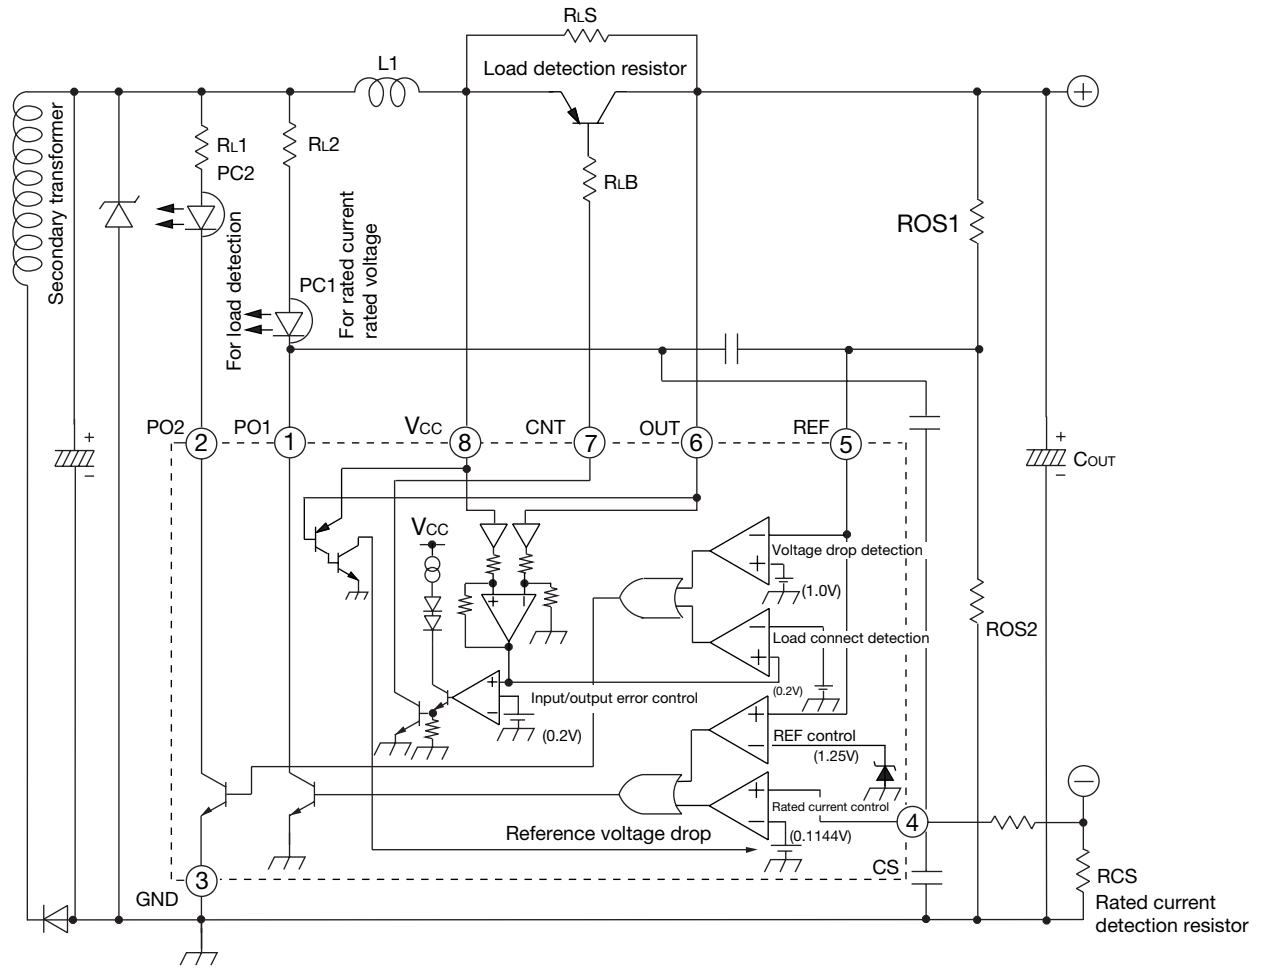 RLS
L1
Load detection resistor
Secondary transformer
RL1
PC2
RL2
RLB
For load detection
PC1
For rated current
rated voltage
ROS1
+
PO2
2
PO1
1
VCC
8
CNT
7
OUT
6
REF
5
+
−
+
−
COUT
VCC
−
+
Voltage drop detection
(1.0V)
+
−
−
+
Load connect detection
(0.2V)
ROS2
+
−
Input/output error control
(0.2V)
+
−
REF control
(1.25V)
+
−
Rated current control
(0.1144V)
Reference voltage drop
4
CS
−
GND
3
RCS
Rated current
detection resistor